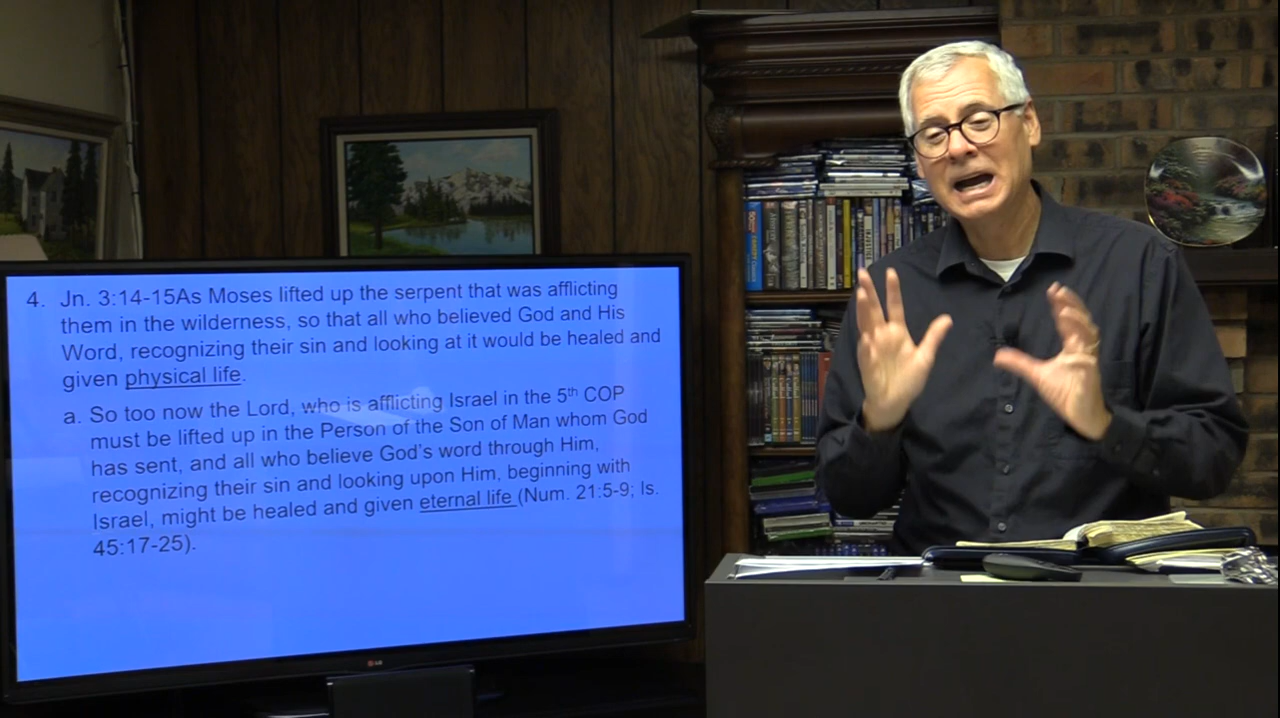 4. Jn. 3:14-15As Moses lifted up the serpent that was afflicting
them in the wilderness, so that all who believed God and His
Word, recognizing their sin and looking at it would be healed and
given physical life.
a. So too now the Lord, who is afflicting Israel in the 5th COP
must be lifted up in the Person of the Son of Man whom God
has sent, and all who believe God's word through Him,
recognizing their sin and looking upon Him, beginning with
Israel, might be healed and given eternal life (Num. 21:5-9; Is.
45:17-25).
LG